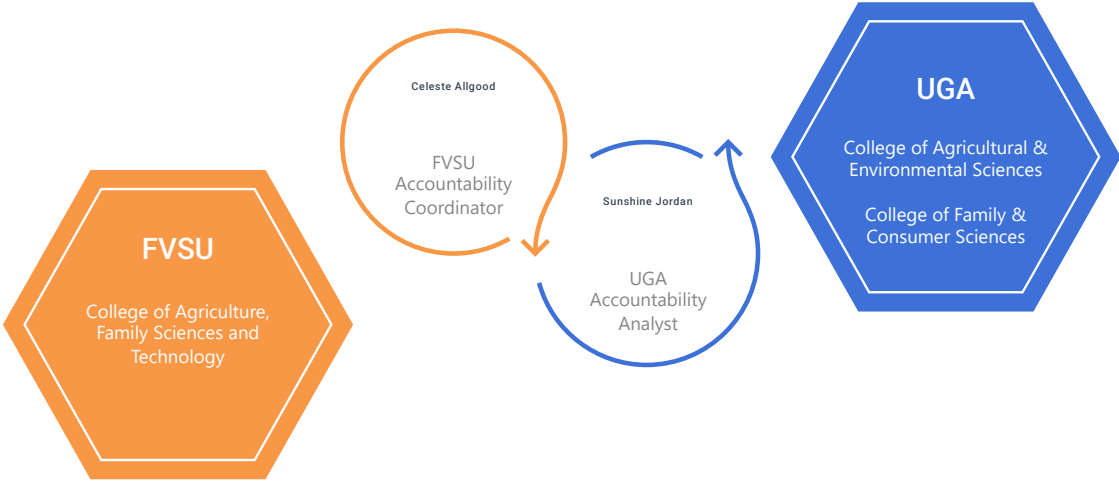 FVSU
College of Agriculture,
Family Sciences and
Technology
Celeste Allgood
FVSU
Accountability
Coordinator
Sunshine Jordan
UGA
Accountability
Analyst
UGA
College of Agricultural &
Environmental Sciences
College of Family &
Consumer Sciences